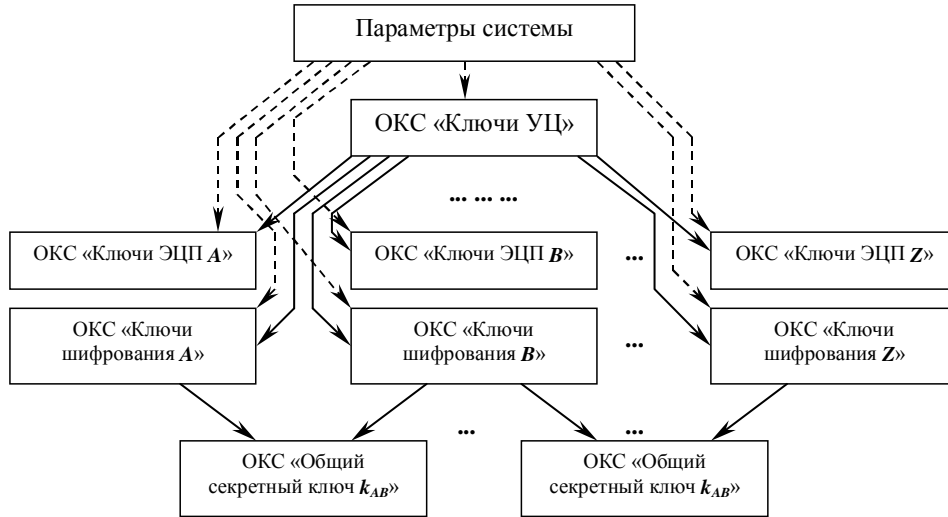 Параметры системы
ОКС «Ключи УЦ»
... ... ...
ОКС «Ключи ЭЦП A»
ОКС «Ключи ЭЦП B»
...
ОКС «Ключи ЭЦП Z»
ОКС «Ключи
шифрования A»
ОКС «Ключи
шифрования B»
...
ОКС «Ключи
шифрования Z»
...
...
ОКС «Общий
секретный ключ kAB»
ОКС «Общий
секретный ключ kAB»